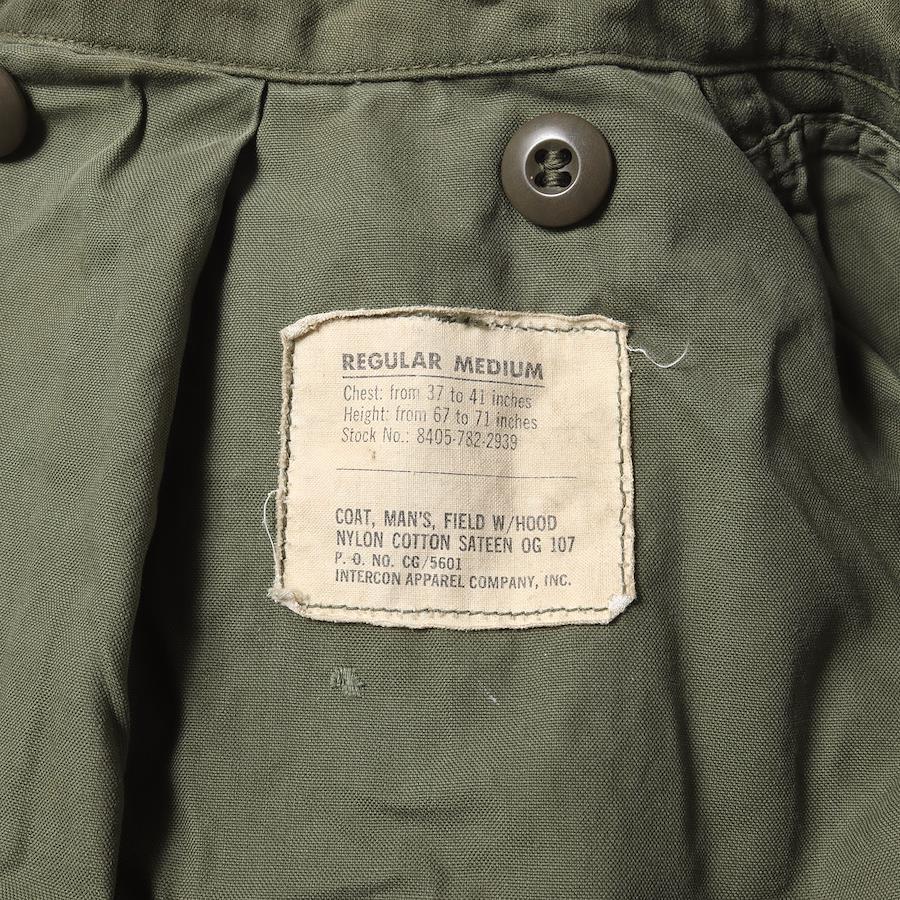 REGULAR MEDIUM
Chest: from 37 to 41 inches
Height: from 67 to 71 inches
Stock No.: 8405-782-2939
COAT, MAN'S, FIELD W/HOOD
NYLON COTTON SATEEN OG 107
P. O. NO. CG/5601
INTERCON APPAREL COMPANY, INC.